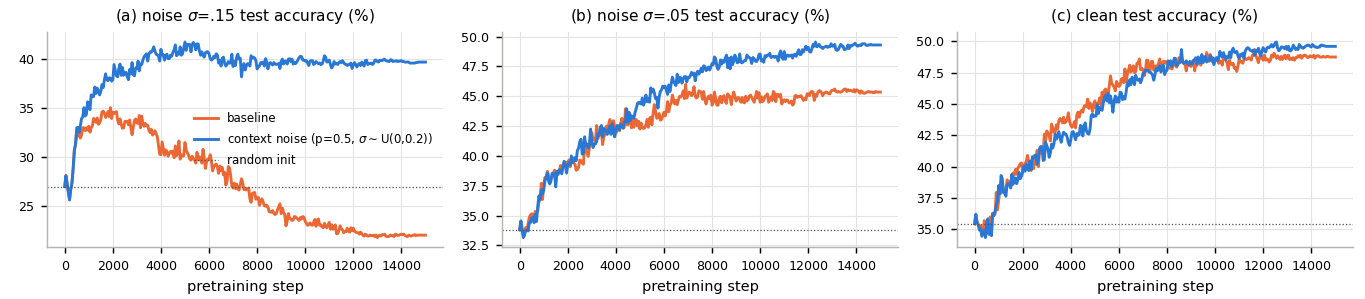 (a) noise σ=.15 test accuracy (%)
40
35
30
25
0 2000 4000 6000 8000 10000 12000 14000
pretraining step
baseline
context noise (p=0.5, σ ~ U(0,0.2))
random init
(b) noise σ=.05 test accuracy (%)
50.0
47.5
45.0
42.5
40.0
37.5
35.0
32.5
0 2000 4000 6000 8000 10000 12000 14000
pretraining step
(c) clean test accuracy (%)
50.0
47.5
45.0
42.5
40.0
37.5
35.0
0 2000 4000 6000 8000 10000 12000 14000
pretraining step